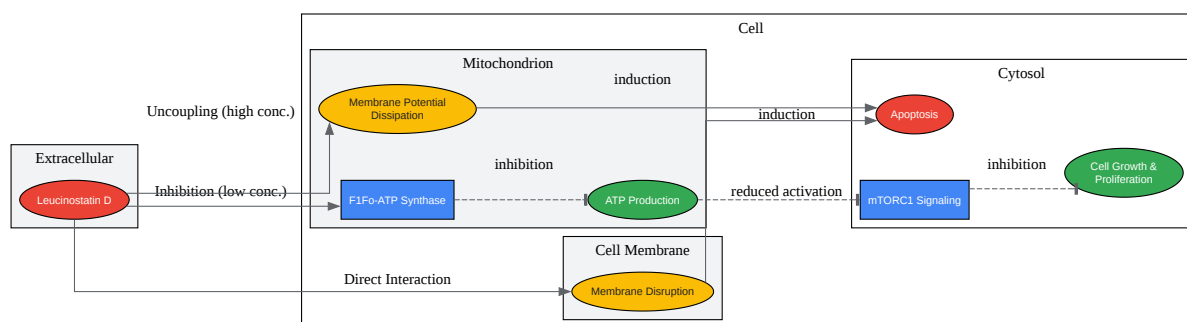 Cell
Mitochondrion
Cytosol
induction
Membrane Potential
Dissipation
Uncoupling (high conc.)
Apoptosis
induction
Extracellular
inhibition
inhibition
Cell Growth &
Proliferation
Leucinostatin D
Inhibition (low conc.)
F1Fo-ATP Synthase
ATP Production
reduced activation
mTORC1 Signaling
Cell Membrane
Direct Interaction
Membrane Disruption